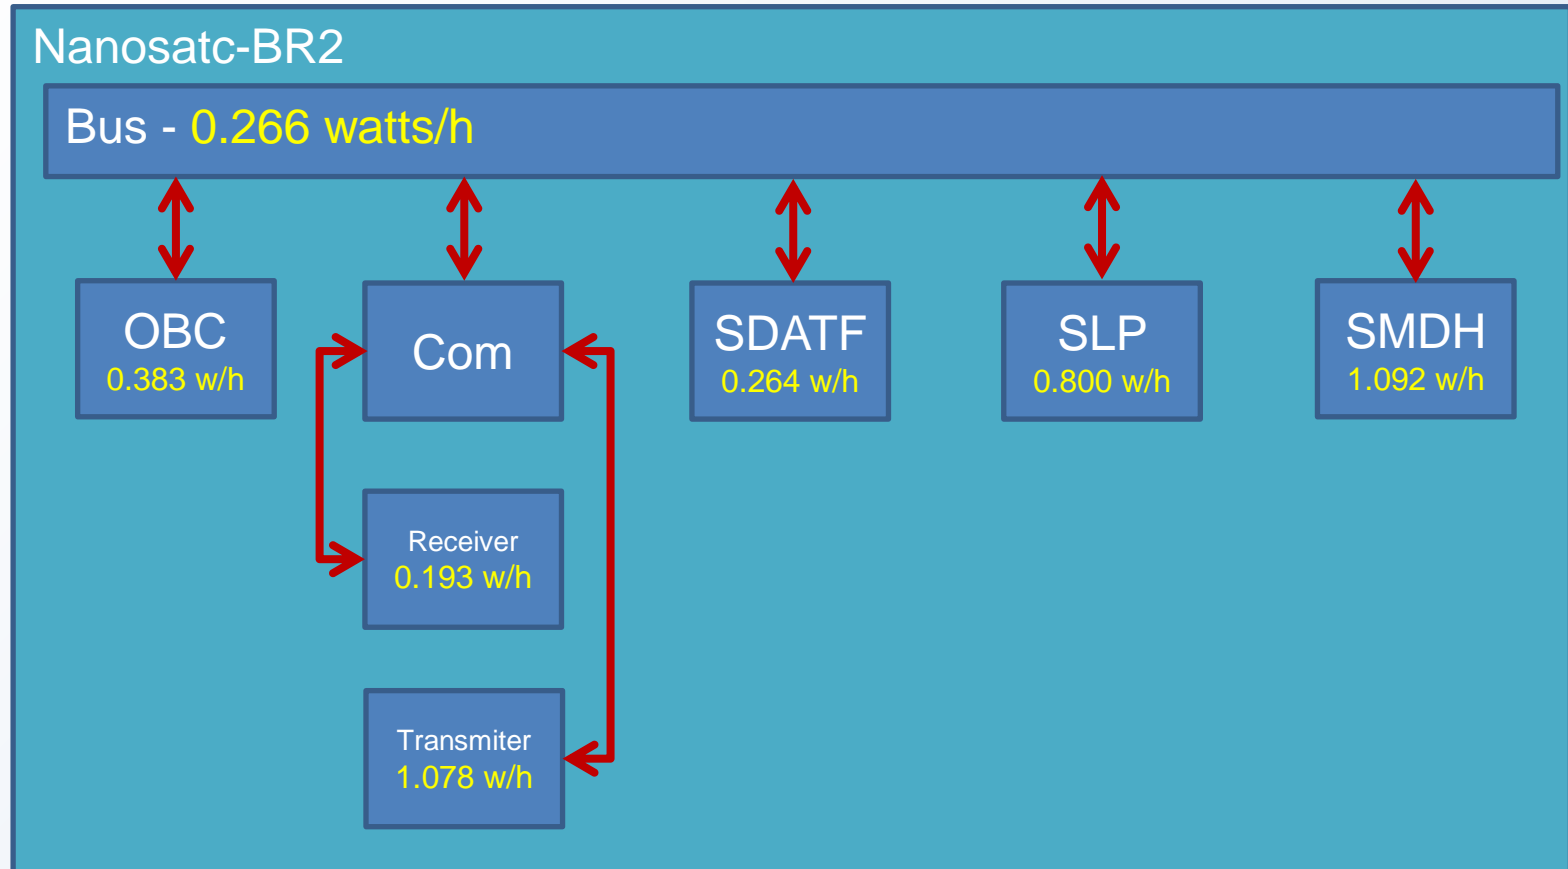 Nanosatc-BR2
Bus - 0.266 watts/h
OBC
0.383 w/h
Com
SDATF
0.264 w/h
SLP
0.800 w/h
SMDH
1.092 w/h
Receiver
0.193 w/h
Transmiter
1.078 w/h